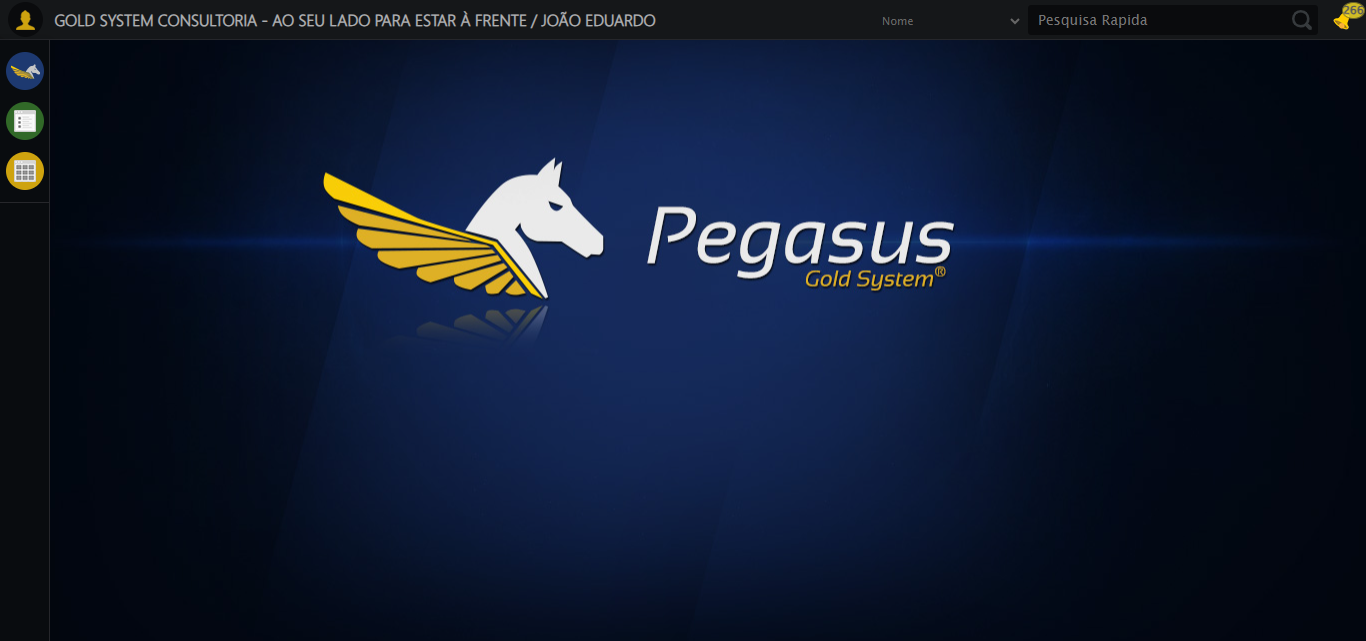 GOLD SYSTEM CONSULTORIA - AO SEU LADO PARA ESTAR À FRENTE / JOÃO EDUARDO
Nome
Pesquisa Rapida
266
Pegasus
Gold System®